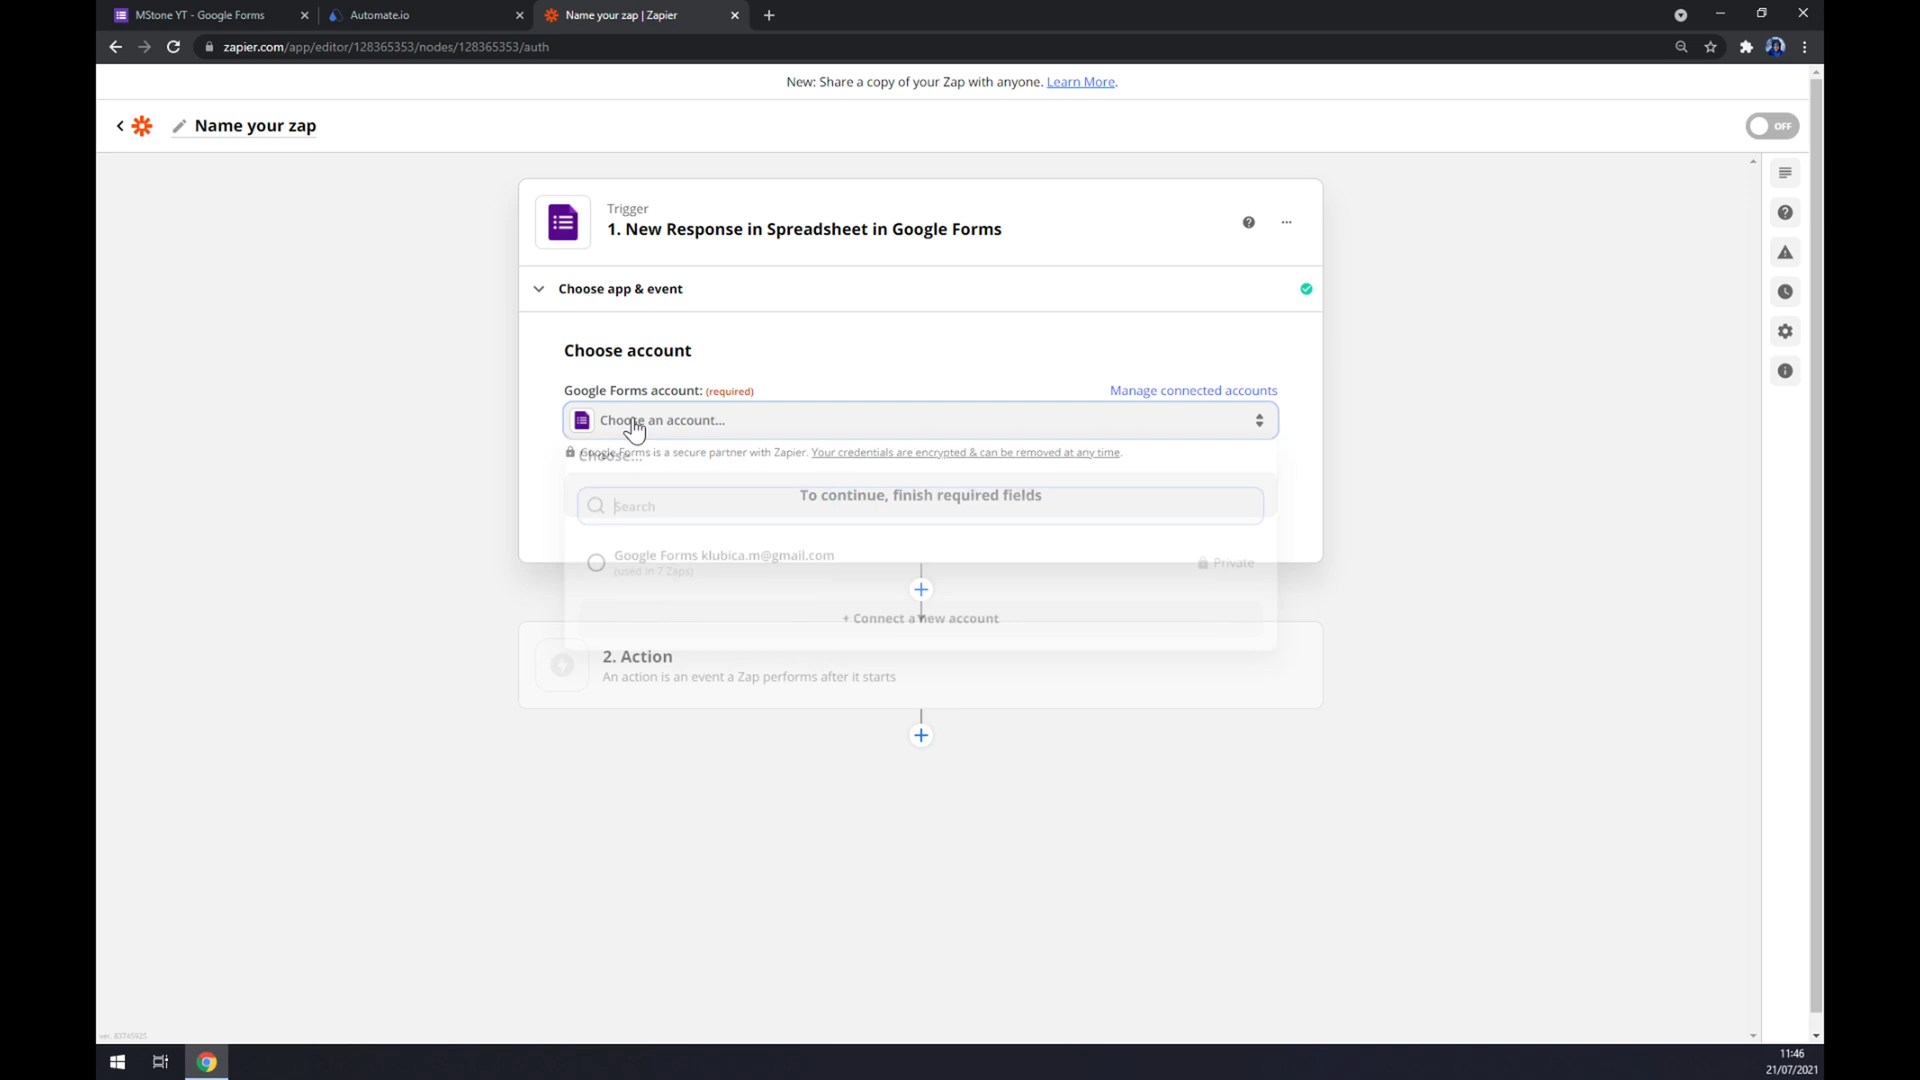 MStone YT - Google Forms
Automate.io
Name your zap | Zapier
zapier.com/app/editor/128365353/nodes/128365353/auth
New: Share a copy of your Zap with anyone. Learn More.
Name your zap
OFF
Trigger
1. New Response in Spreadsheet in Google Forms
Choose app & event
Choose account
Google Forms account: (required)
Manage connected accounts
Choose an account...
Google Forms is a secure partner with Zapier. Your credentials are encrypted & can be removed at any time.
Choose...
To continue, finish required fields
Search
Google Forms klubica.m@gmail.com
(used in 7 Zaps)
Private
+ Connect a new account
2. Action
An action is an event a Zap performs after it starts
ver. 83745925
11:46
21/07/2021